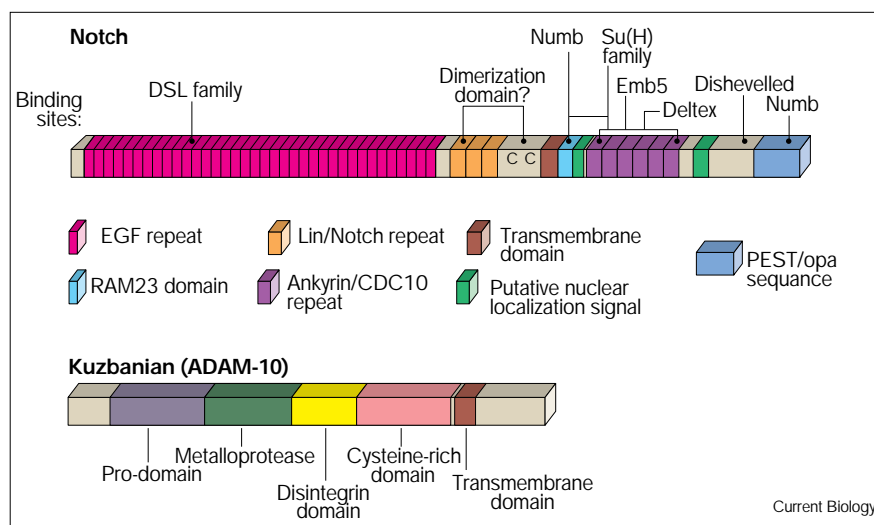 Notch
Numb
Su(H)
family
Binding
sites:
DSL family
Dimerization
domain?
Emb5
Deltex
Dishevelled
Numb
C C
EGF repeat
Lin/Notch repeat
Transmembrane
domain
PEST/opa
sequance
RAM23 domain
Ankyrin/CDC10
repeat
Putative nuclear
localization signal
Kuzbanian (ADAM-10)
Pro-domain
Metalloprotease
Disintegrin
domain
Cysteine-rich
domain
Transmembrane
domain
Current Biology